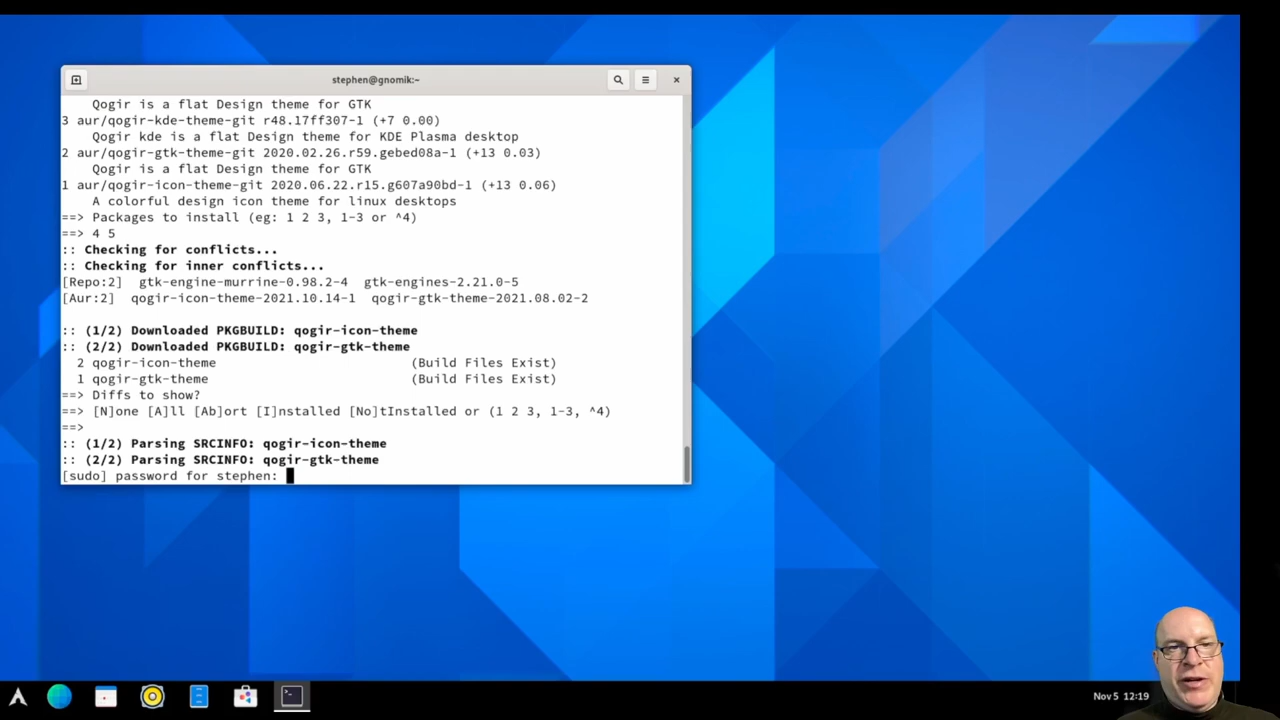 stephen@gnomik:~
Qogir is a flat Design theme for GTK
3 aur/qogir-kde-theme-git r48.17ff307-1 (+7 0.00)
Qogir kde is a flat Design theme for KDE Plasma desktop
2 aur/qogir-gtk-theme-git 2020.02.26.r59.gebed08a-1 (+13 0.03)
Qogir is a flat Design theme for GTK
1 aur/qogir-icon-theme-git 2020.06.22.r15.g607a90bd-1 (+13 0.06)
A colorful design icon theme for linux desktops
==> Packages to install (eg: 1 2 3, 1-3 or ^4)
==> 4 5
:: Checking for conflicts...
:: Checking for inner conflicts...
[Repo:2]  gtk-engine-murrine-0.98.2-4  gtk-engines-2.21.0-5
[Aur:2]  qogir-icon-theme-2021.10.14-1  qogir-gtk-theme-2021.08.02-2
:: (1/2) Downloaded PKGBUILD: qogir-icon-theme
:: (2/2) Downloaded PKGBUILD: qogir-gtk-theme
2 qogir-icon-theme (Build Files Exist)
1 qogir-gtk-theme (Build Files Exist)
==> Diffs to show?
==> [N]one [A]ll [Ab]ort [I]nstalled [No]tInstalled or (1 2 3, 1-3, ^4)
==>
:: (1/2) Parsing SRCINFO: qogir-icon-theme
:: (2/2) Parsing SRCINFO: qogir-gtk-theme
[sudo] password for stephen:
Nov 5 12:19